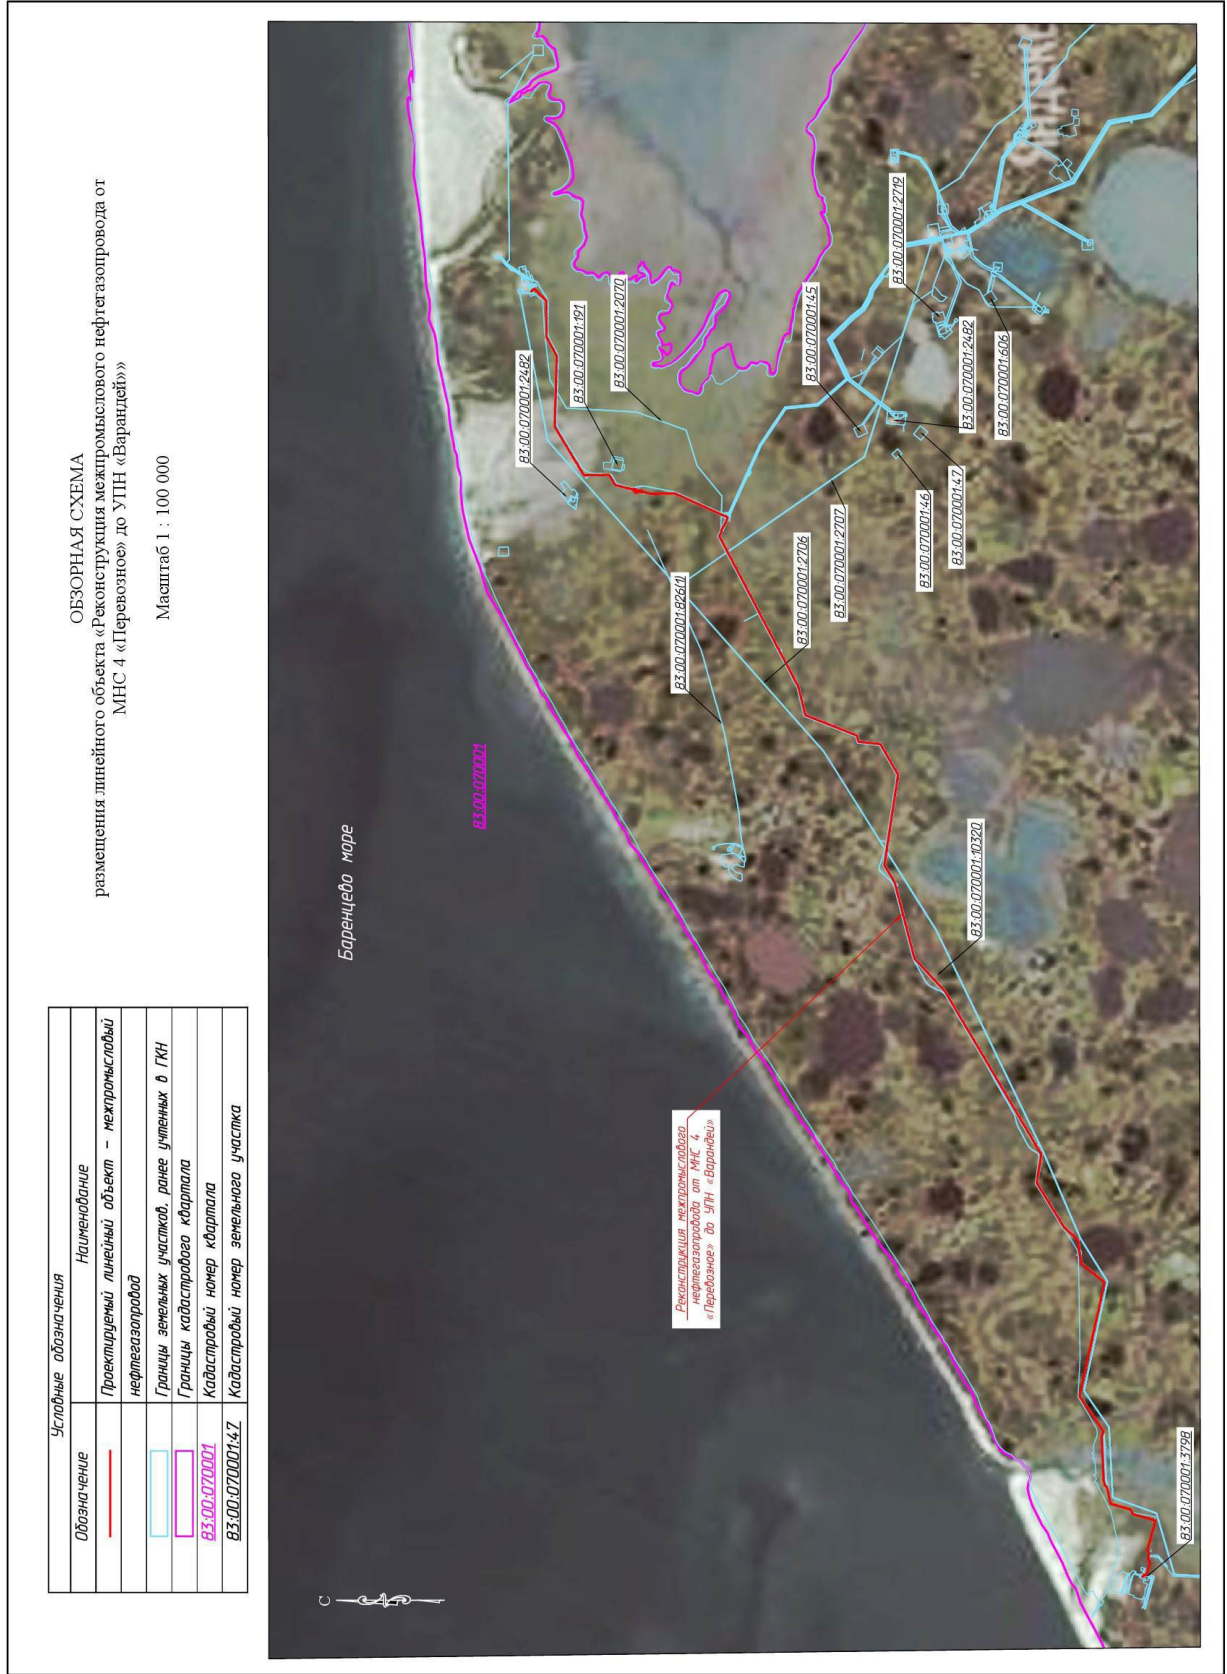 ОБЗОРНАЯ СХЕМА
размещения линейного объекта «Реконструкция межпромыслового нефтегазопровода от
МНС 4 «Перевозное» до УПН «Варандей»»
Масштаб 1 : 100 000
Условные обозначения
Обозначение
Наименование
Проектируемый линейный объект - межпромысловый
нефтегазопровод
Границы земельных участков, ранее учтенных в ГКН
Границы кадастрового квартала
83:00:070001
Кадастровый номер квартала
83:00:070001:47
Кадастровый номер земельного участка
С
Баренцево море
83:00:070001
83:00:070001:2482
83:00:070001:191
83:00:070001:2070
83:00:070001:826(1)
Реконструкция межпромыслового
нефтегазопровода от МНС 4
«Перевозное» до УПН «Варандей»
83:00:070001:2706
83:00:070001:2707
83:00:070001:45
83:00:070001:2719
83:00:070001:46
83:00:070001:47
83:00:070001:2482
83:00:070001:606
83:00:070001:10320
83:00:070001:3798